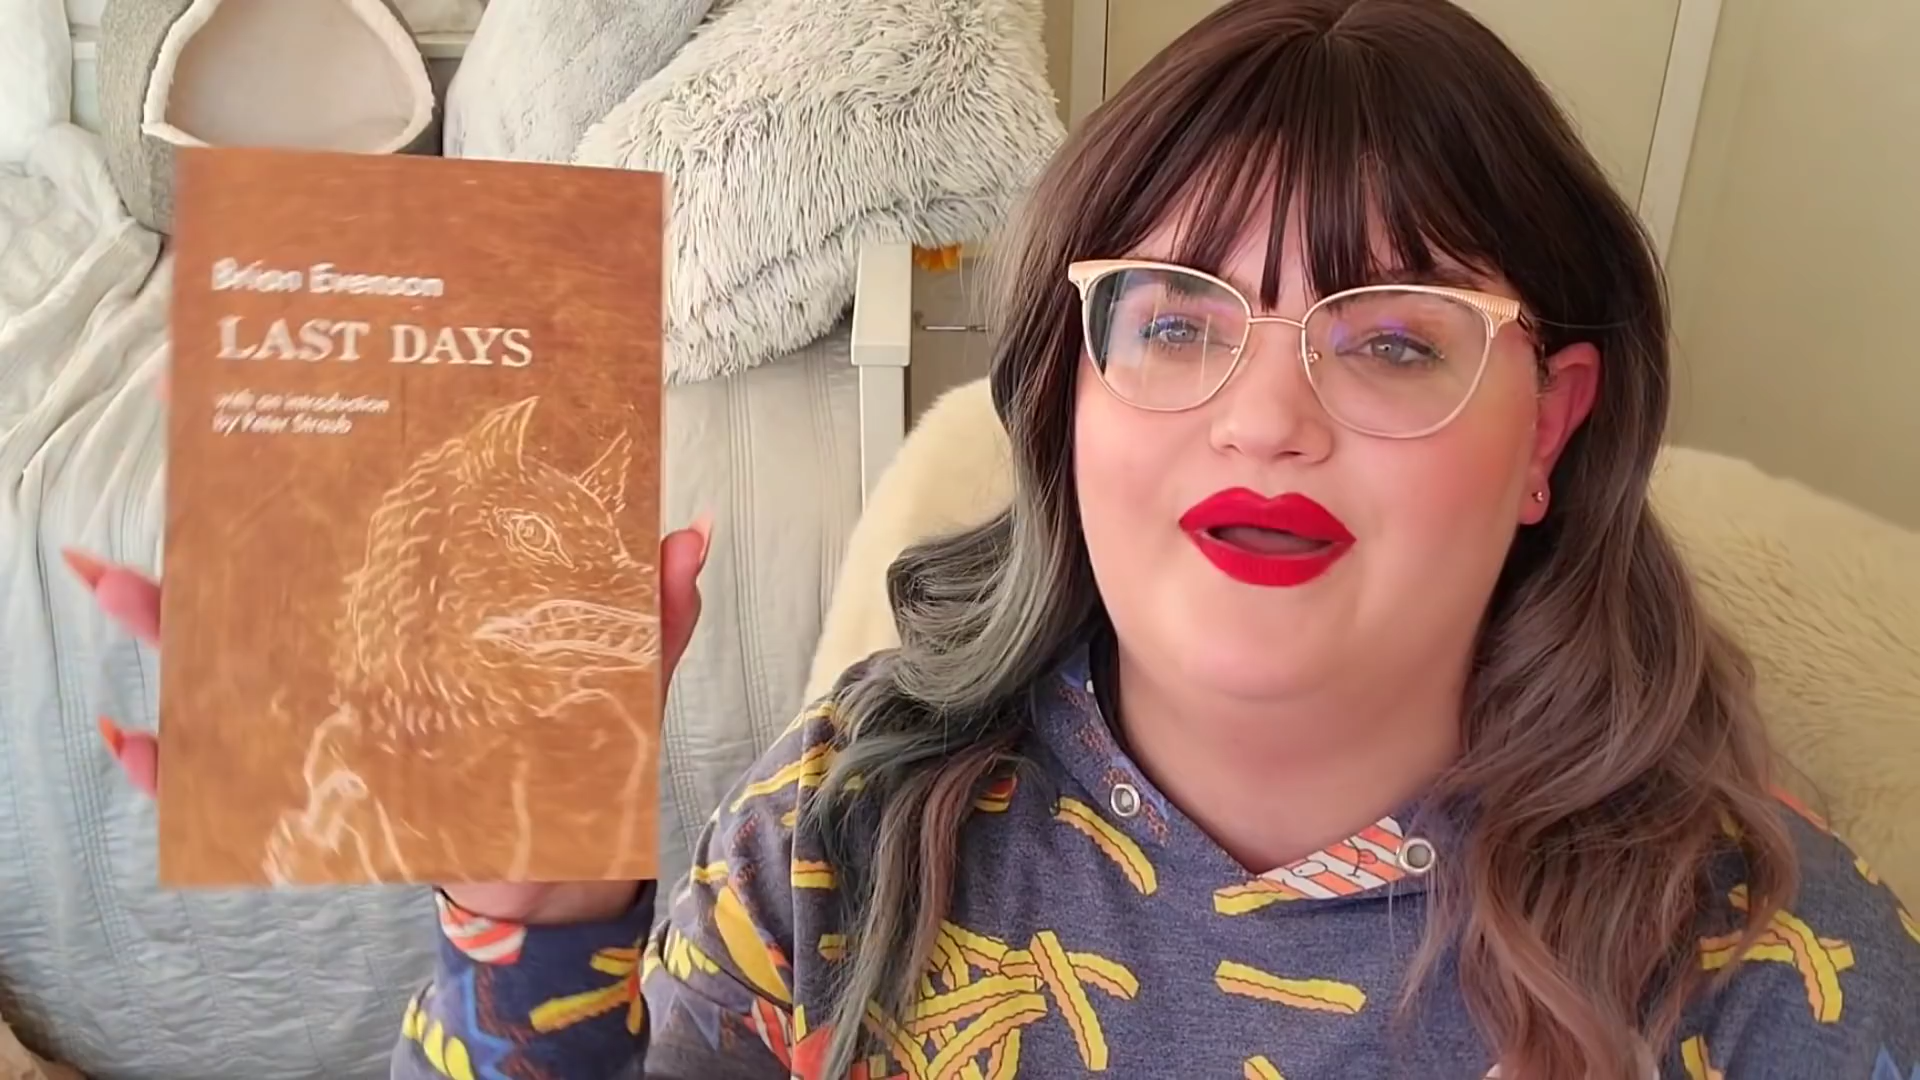 Brian Evenson
LAST DAYS
with an introduction
by Peter Straub